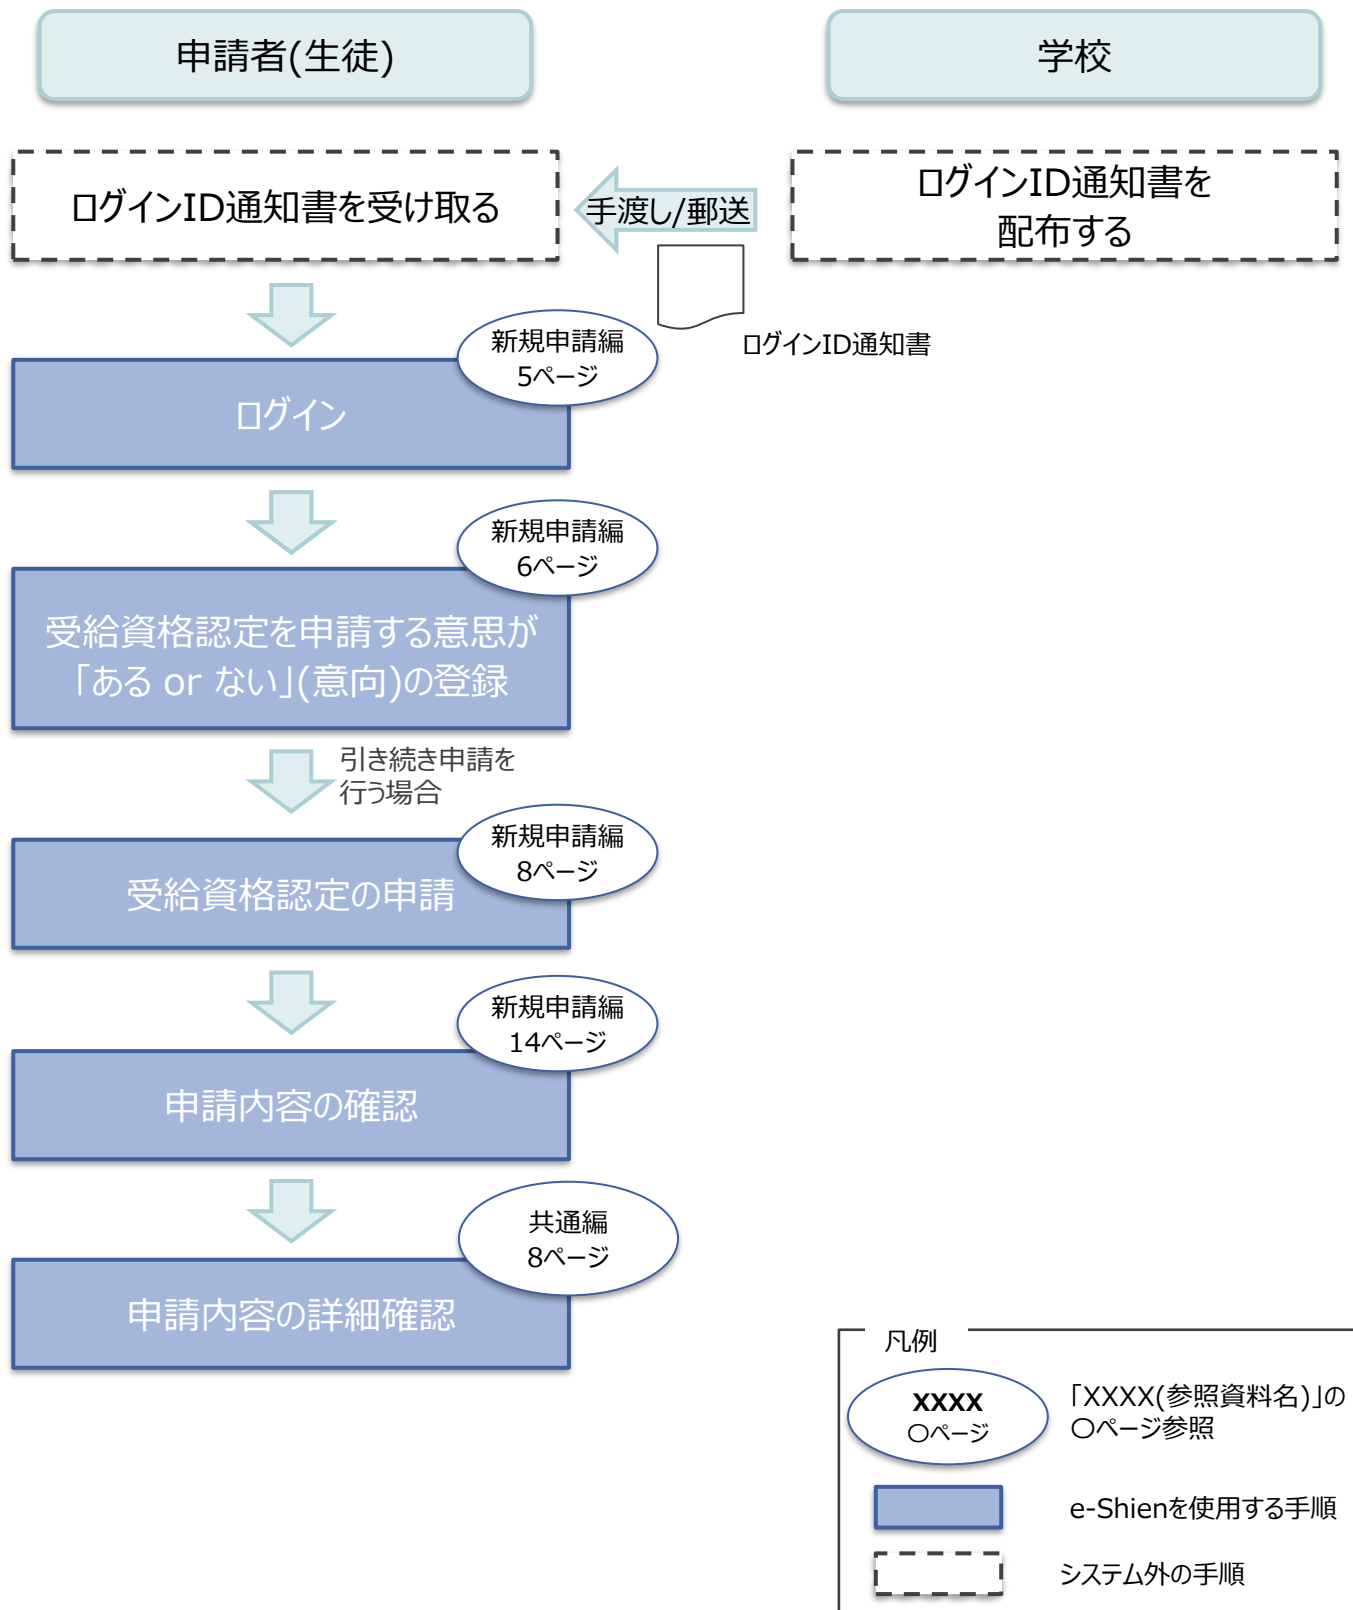 申請者(生徒)
学校
ログインID通知書を受け取る
手渡し/郵送
ログインID通知書を
配布する
ログインID通知書
新規申請編
5ページ
ログイン
新規申請編
6ページ
受給資格認定を申請する意思が
「ある or ない」(意向)の登録
引き続き申請を
行う場合
新規申請編
8ページ
受給資格認定の申請
新規申請編
14ページ
申請内容の確認
共通編
8ページ
申請内容の詳細確認
凡例
XXXX
〇ページ
「XXXX(参照資料名)」の
〇ページ参照
e-Shienを使用する手順
システム外の手順